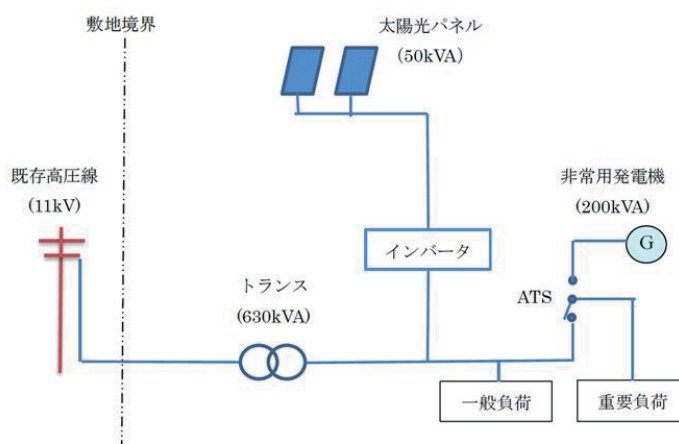 敷地境界
太陽光パネル
(50kVA)
既存高圧線
(11kV)
非常用発電機
(200kVA)
G
インバータ
ATS
トランス
(630kVA)
一般負荷
重要負荷